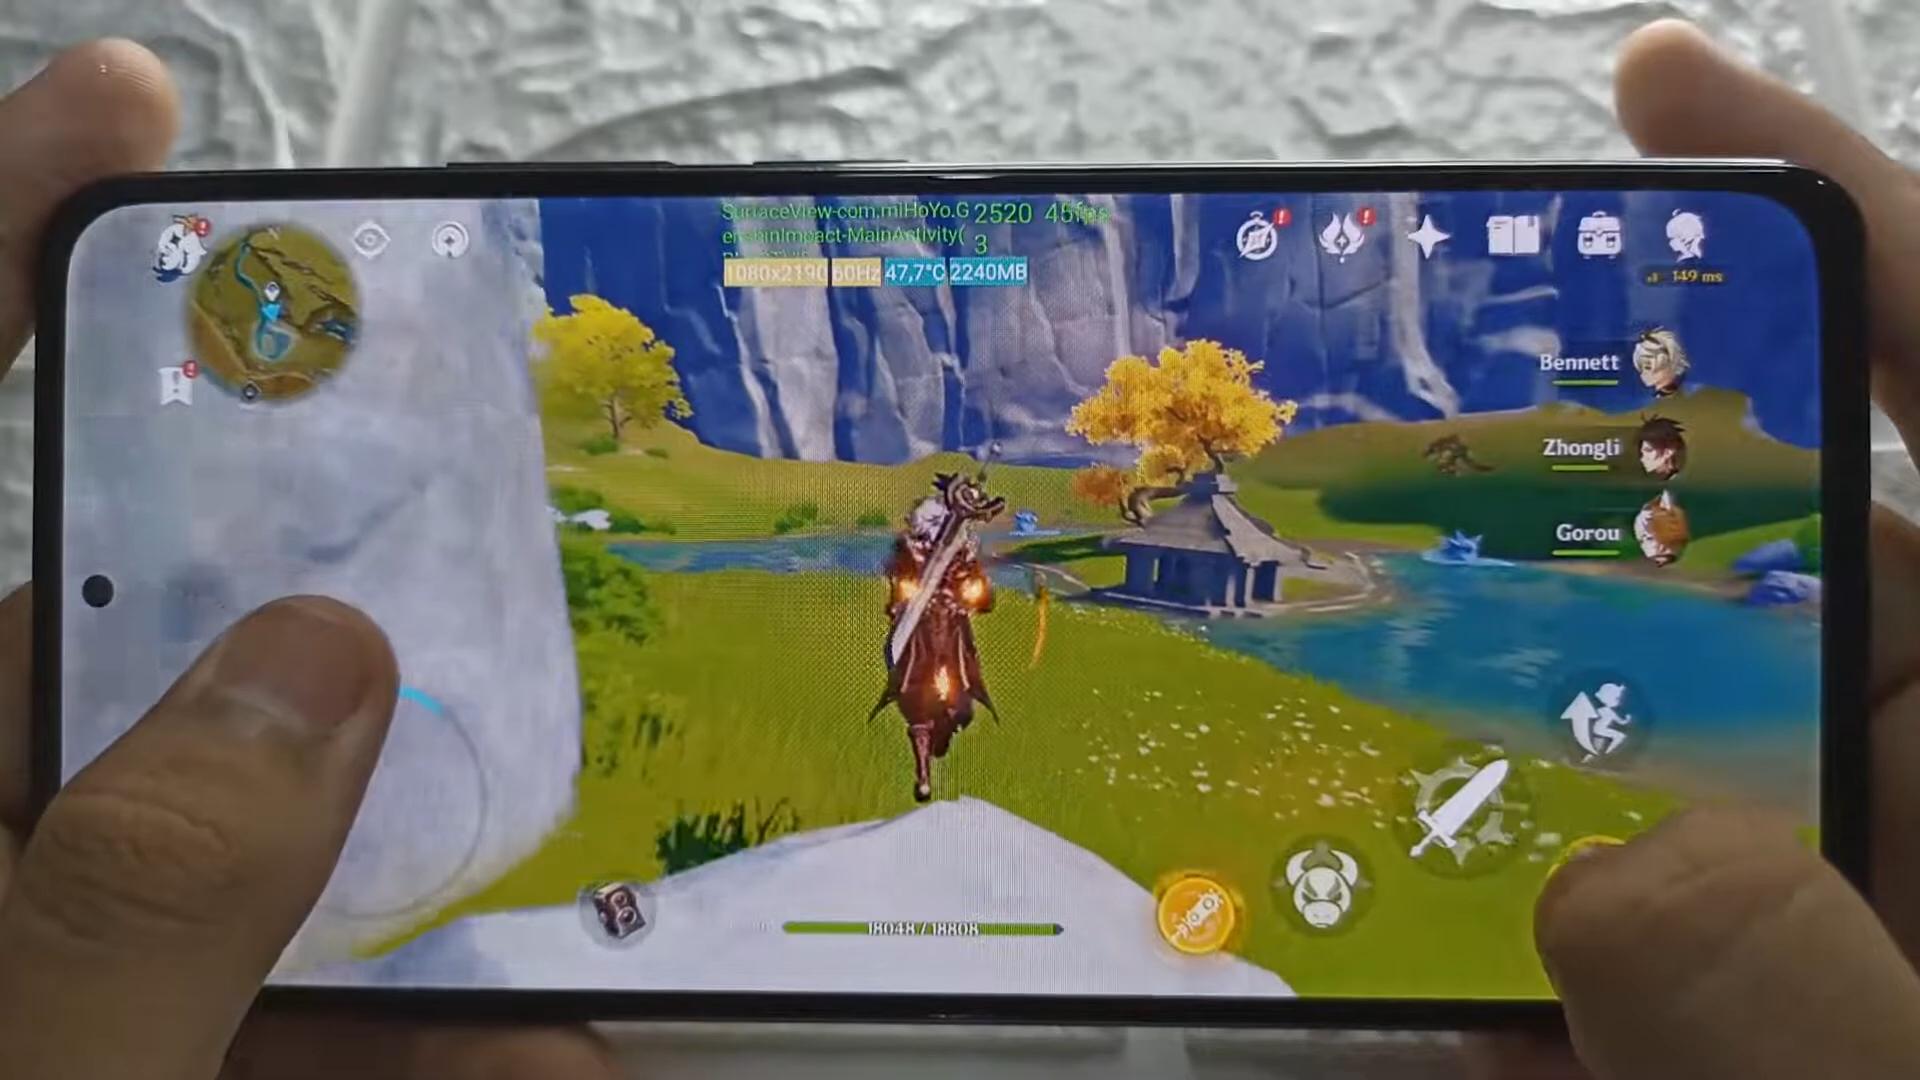 SurfaceView-com.miHoYo.G 2520 45fps
enshinImpact-MainActivity( 3
1080x2190 60Hz 47,7°C 2240MB
149 ms
Bennett
Zhongli
Gorou
18048 / 18808